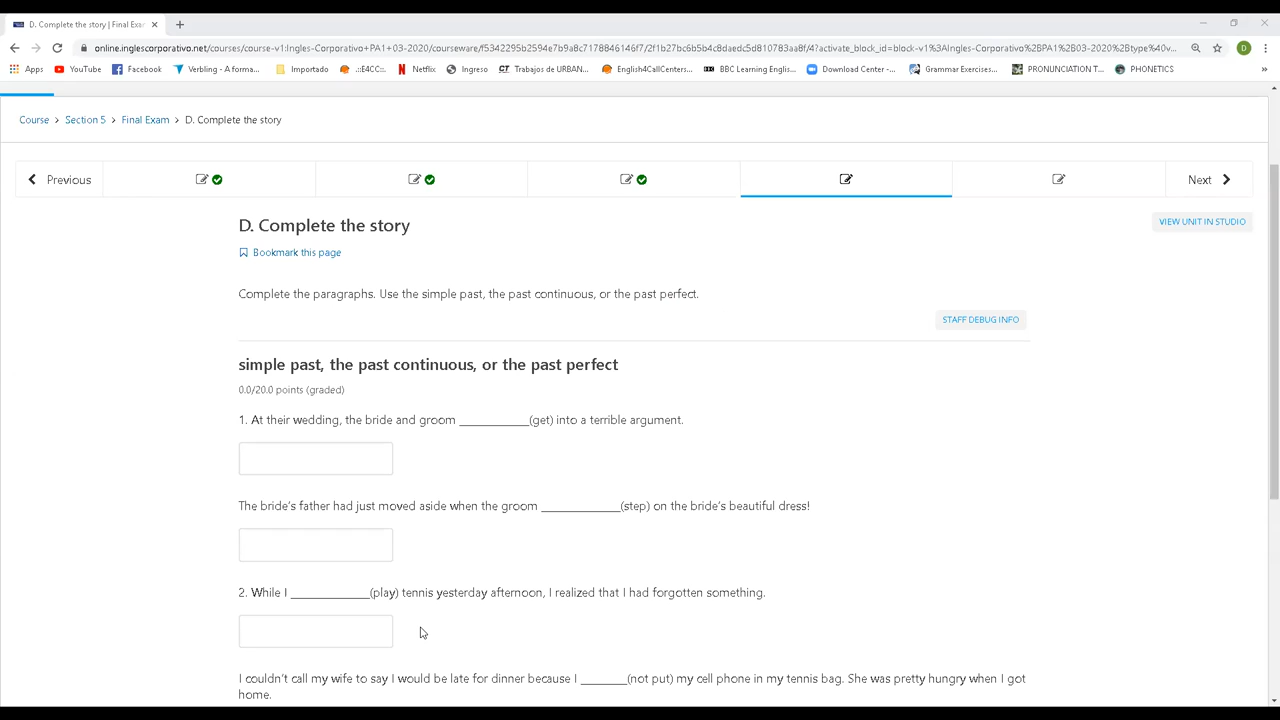 D. Complete the story | Final Exa
online.inglescorporativo.net/courses/course-v1:Ingles-Corporativo+PA1+03-2020/courseware/f5342295b2594e7b9a8c7178846146f7/2f1b27bc6b5b4c8daedc5d810783aa8f/4?activate_block_id=block-v1%3AIngles-Corporativo%2BPA1%2B03-2020%2Btype%40v...
Apps YouTube Facebook Verbling - A forma... Importado .::E4CC::. Netflix Ingreso CT Trabajos de URBAN... English4CallCenters... BBC BBC Learning Englis... Download Center -... Grammar Exercises... PRONUNCIATION T... PHONETICS »
Course > Section 5 > Final Exam > D. Complete the story
Previous Next
D. Complete the story
VIEW UNIT IN STUDIO
Bookmark this page
Complete the paragraphs. Use the simple past, the past continuous, or the past perfect.
STAFF DEBUG INFO
simple past, the past continuous, or the past perfect
0.0/20.0 points (graded)
1. At their wedding, the bride and groom ___________(get) into a terrible argument.
The bride's father had just moved aside when the groom ____________(step) on the bride's beautiful dress!
2. While I ____________(play) tennis yesterday afternoon, I realized that I had forgotten something.
I couldn't call my wife to say I would be late for dinner because I _______(not put) my cell phone in my tennis bag. She was pretty hungry when I got
home.